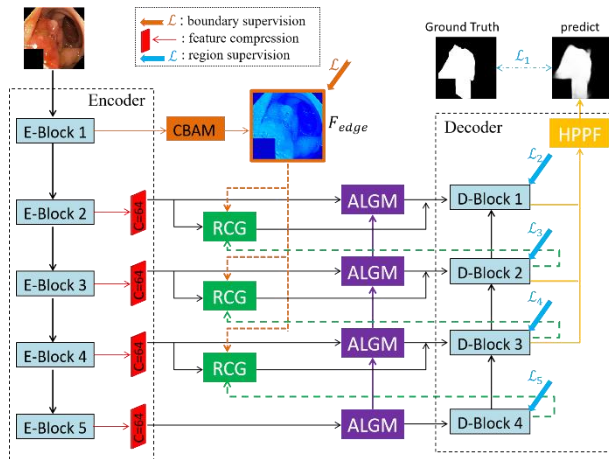 ℒ : boundary supervision
: feature compression
ℒ : region supervision
Ground Truth
predict
ℒ₁
Encoder
ℒ
Decoder
E-Block 1
CBAM
F_edge
HPPF
ℒ₂
E-Block 2
C=64
RCG
ALGM
D-Block 1
ℒ₃
E-Block 3
C=64
RCG
ALGM
D-Block 2
ℒ₄
E-Block 4
C=64
RCG
ALGM
D-Block 3
ℒ₅
E-Block 5
C=64
ALGM
D-Block 4